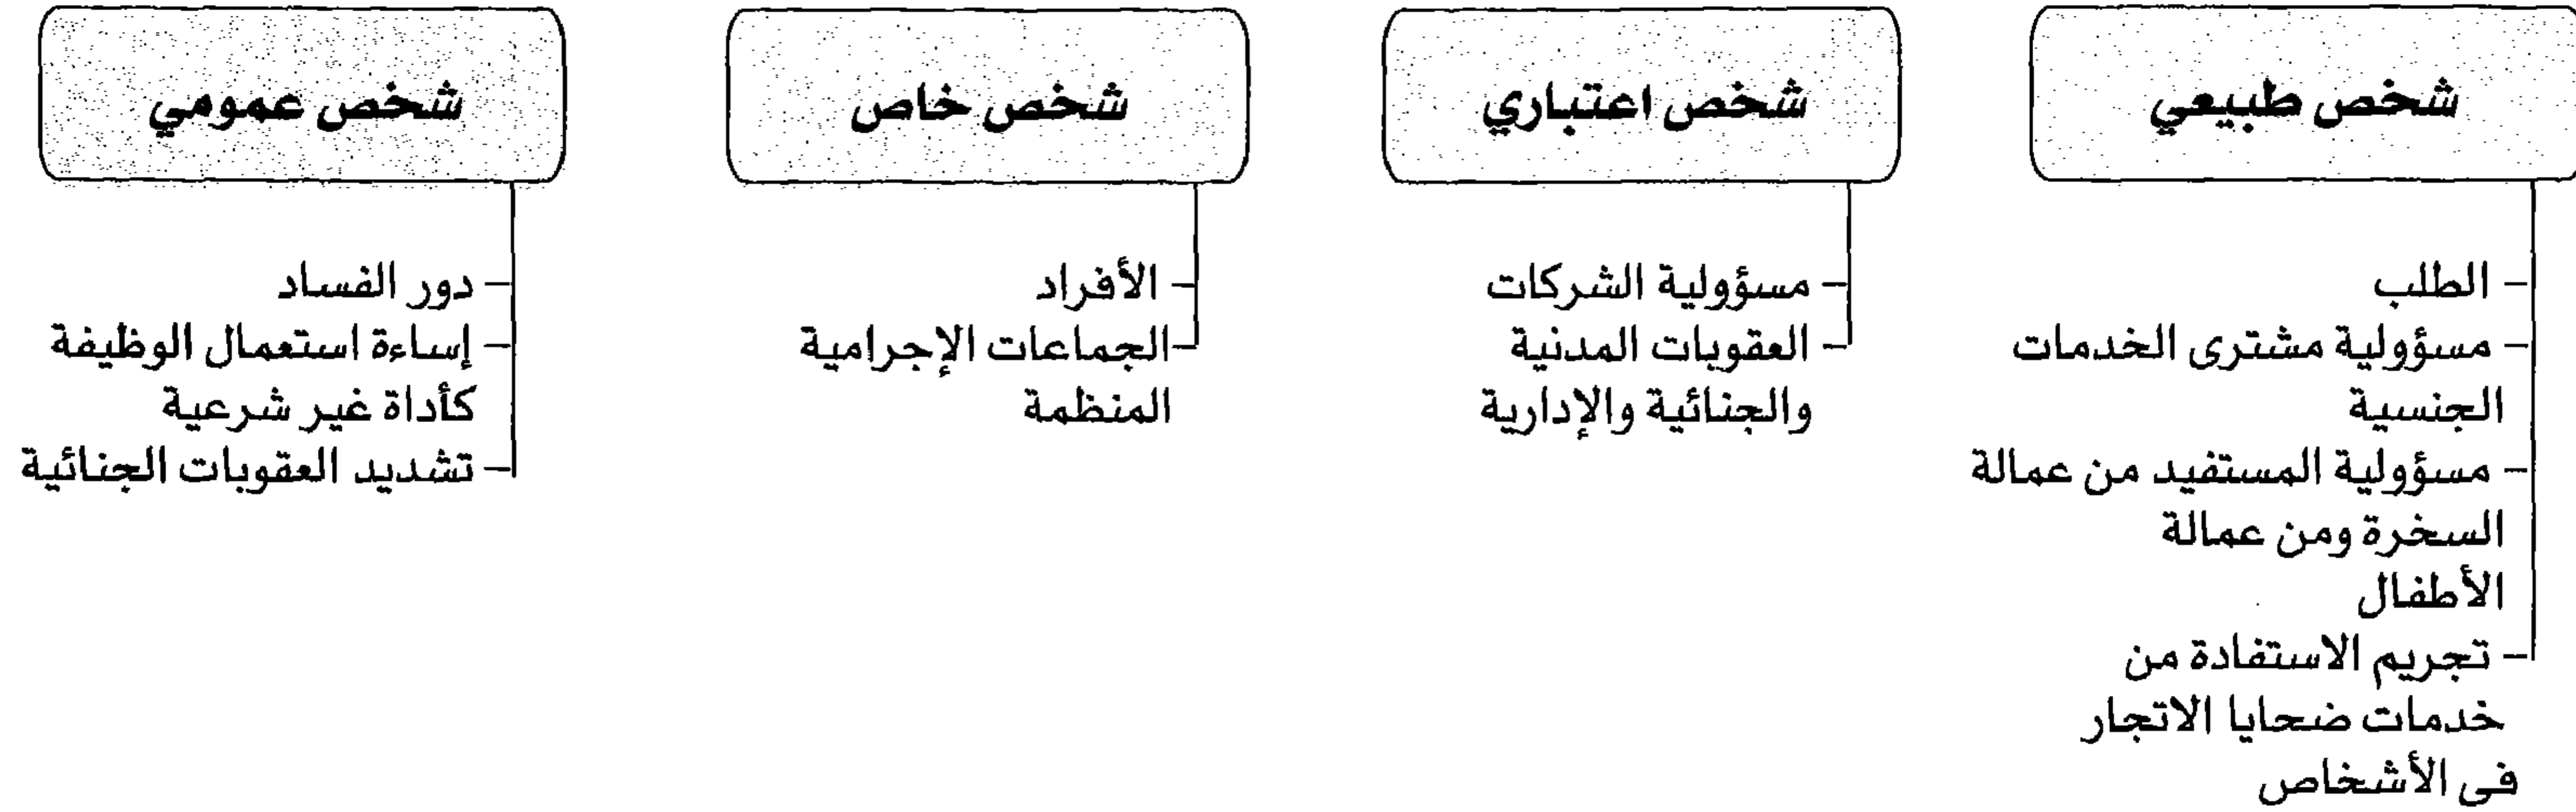 شخص طبيعي
- الطلب
- مسؤولية مشترى الخدمات
الجنسية
- مسؤولية المستفيد من عمالة
السخرة ومن عمالة
الأطفال
- تجريم الاستفادة من
خدمات ضحايا الاتجار
فى الأشخاص
شخص اعتباري
- مسؤولية الشركات
- العقوبات المدنية
والجنائية والإدارية
شخص خاص
- الأفراد
- الجماعات الإجرامية
المنظمة
شخص عمومي
- دور الفساد
- إساءة استعمال الوظيفة
كأداة غير شرعية
- تشديد العقوبات الجنائية